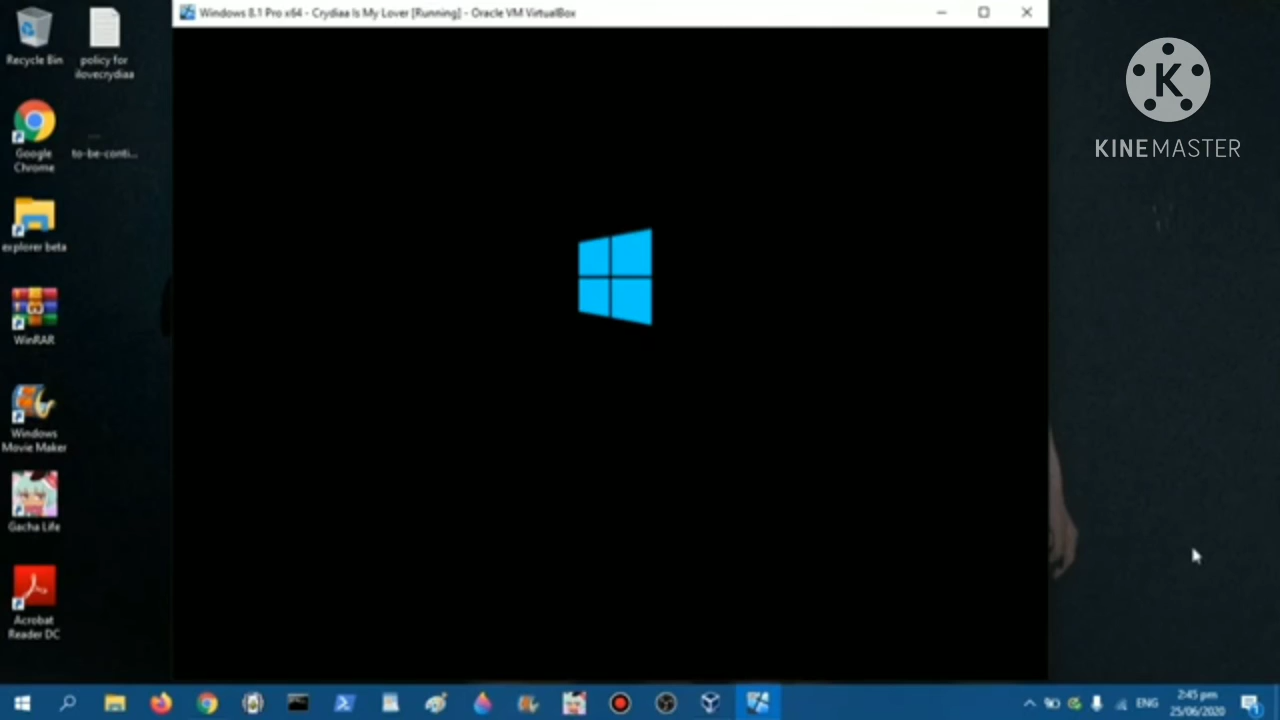 Windows 8.1 Pro x64 - Crydiaa Is My Lover [Running] - Oracle VM VirtualBox
Recycle Bin
policy for
ilovecrydiaa
Google
Chrome
to-be-conti...
explorer beta
WinRAR
Windows
Movie Maker
Gacha Life
Acrobat
Reader DC
K
KINEMASTER
ENG
2:45 pm
25/06/2020